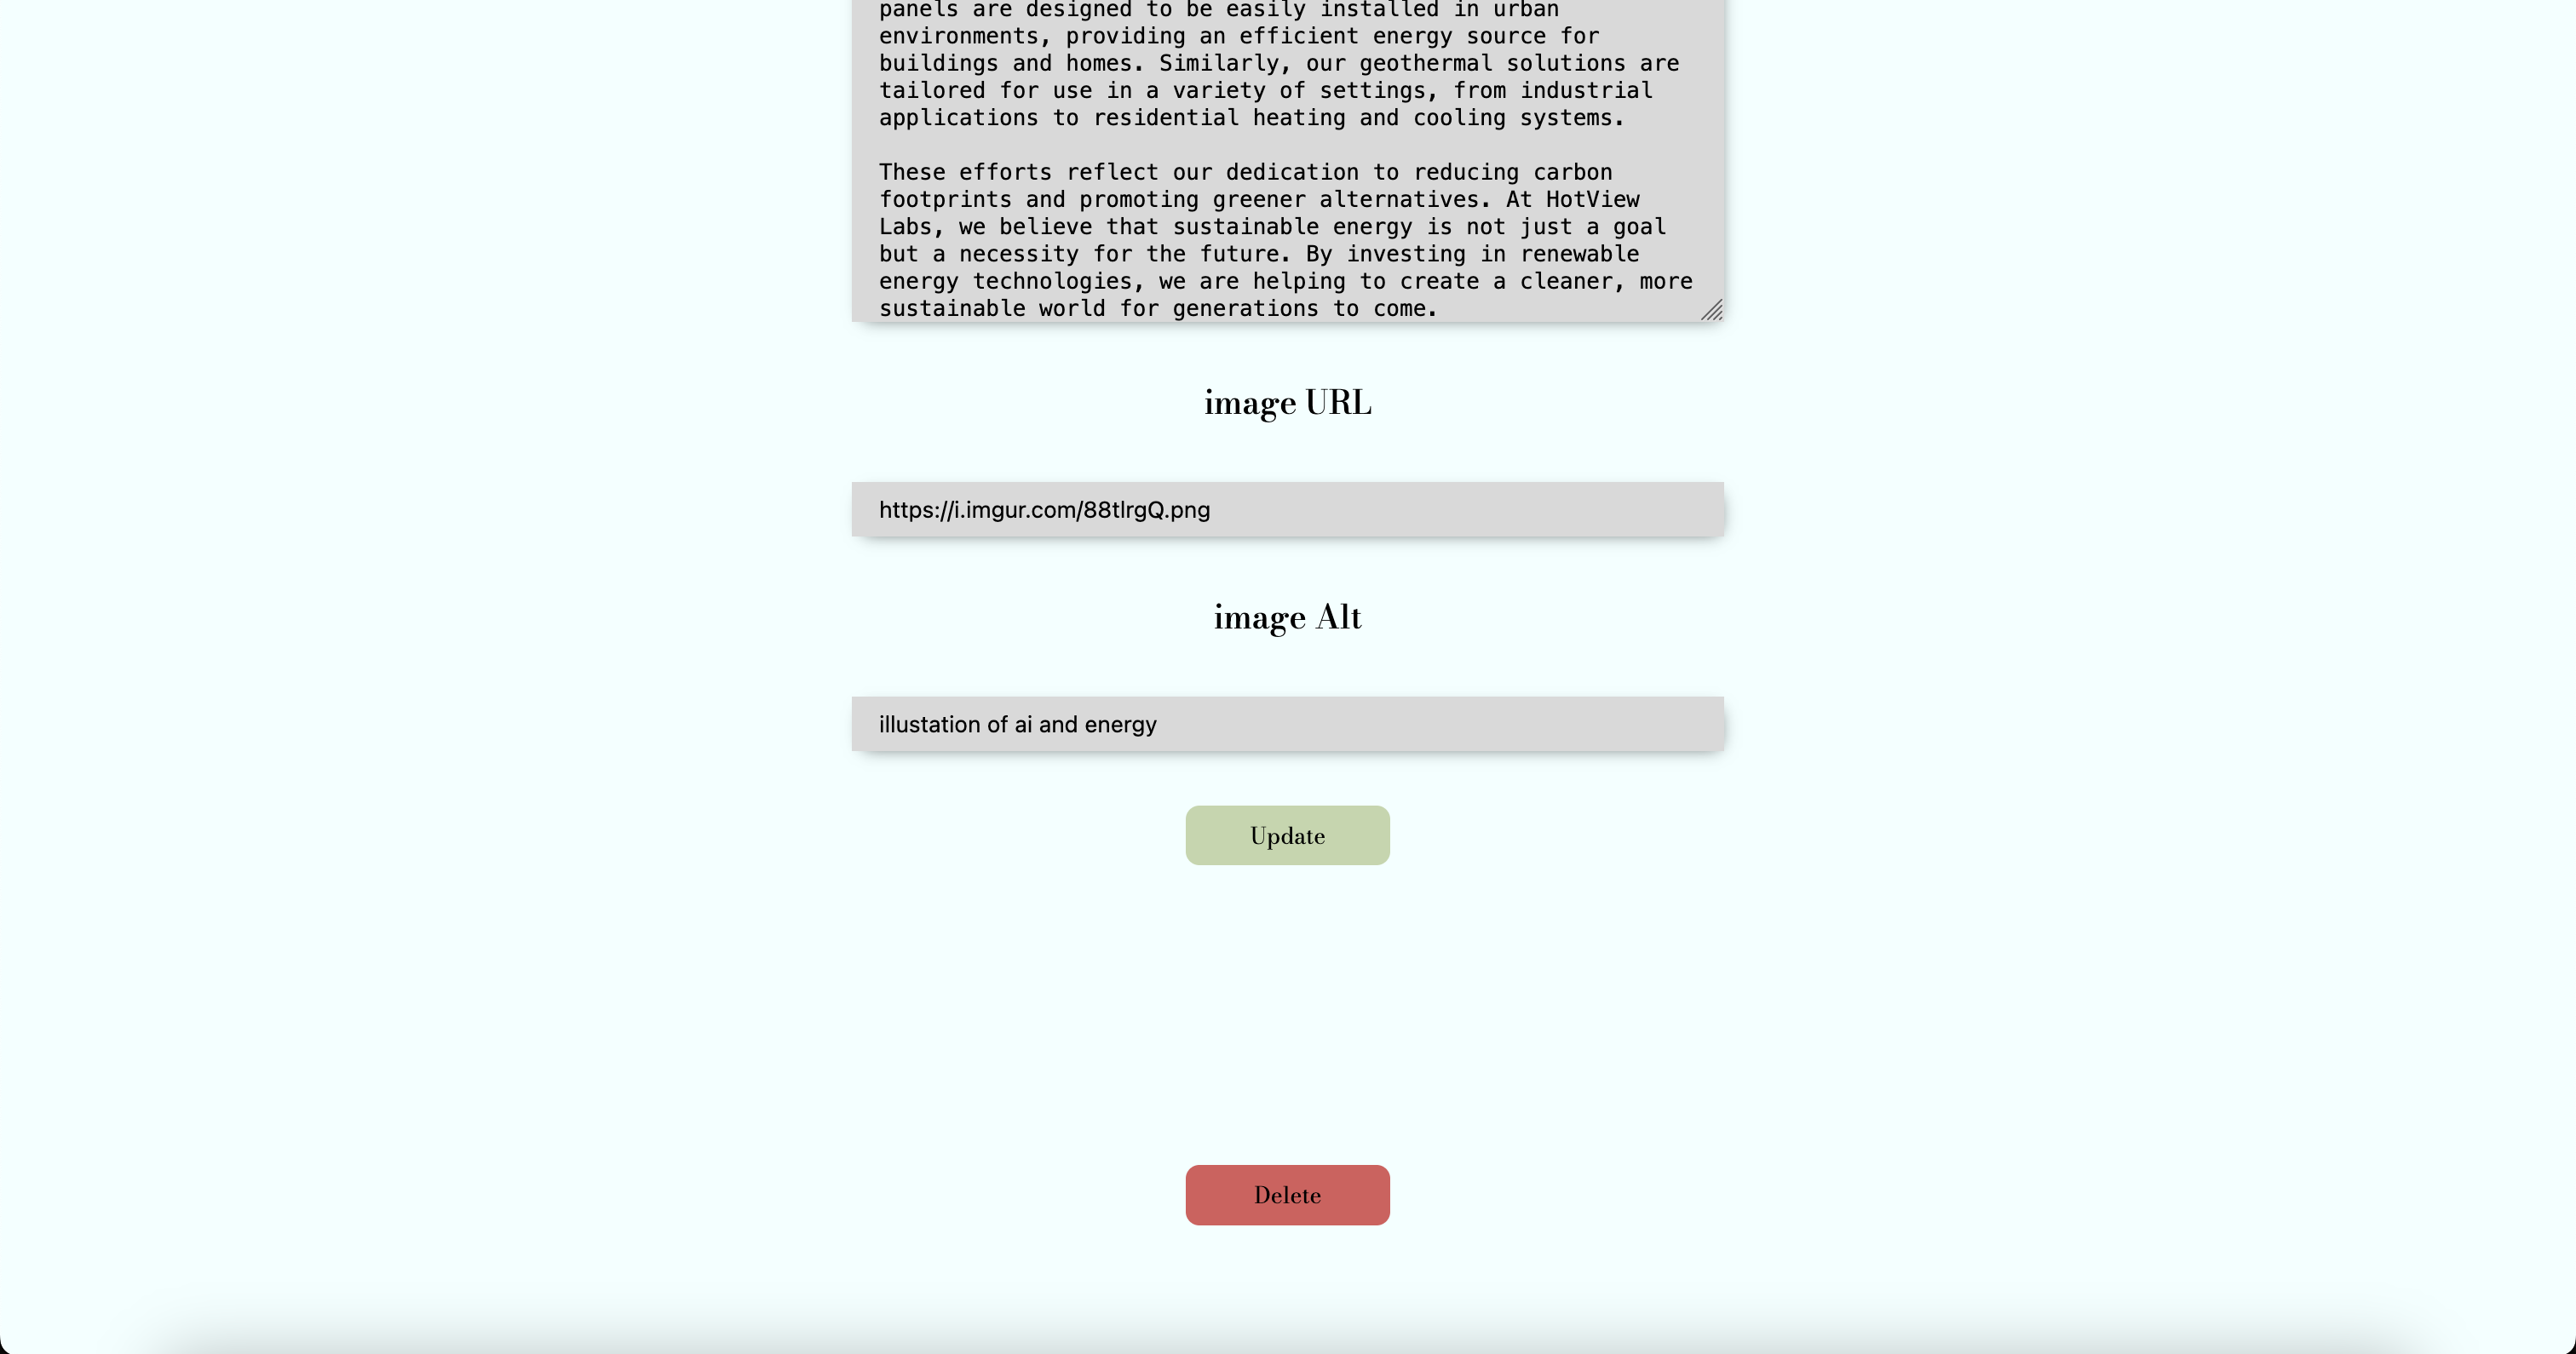 panels are designed to be easily installed in urban
environments, providing an efficient energy source for
buildings and homes. Similarly, our geothermal solutions are
tailored for use in a variety of settings, from industrial
applications to residential heating and cooling systems.
These efforts reflect our dedication to reducing carbon
footprints and promoting greener alternatives. At HotView
Labs, we believe that sustainable energy is not just a goal
but a necessity for the future. By investing in renewable
energy technologies, we are helping to create a cleaner, more
sustainable world for generations to come.
image URL
https://i.imgur.com/88tlrgQ.png
image Alt
illustation of ai and energy
Update
Delete